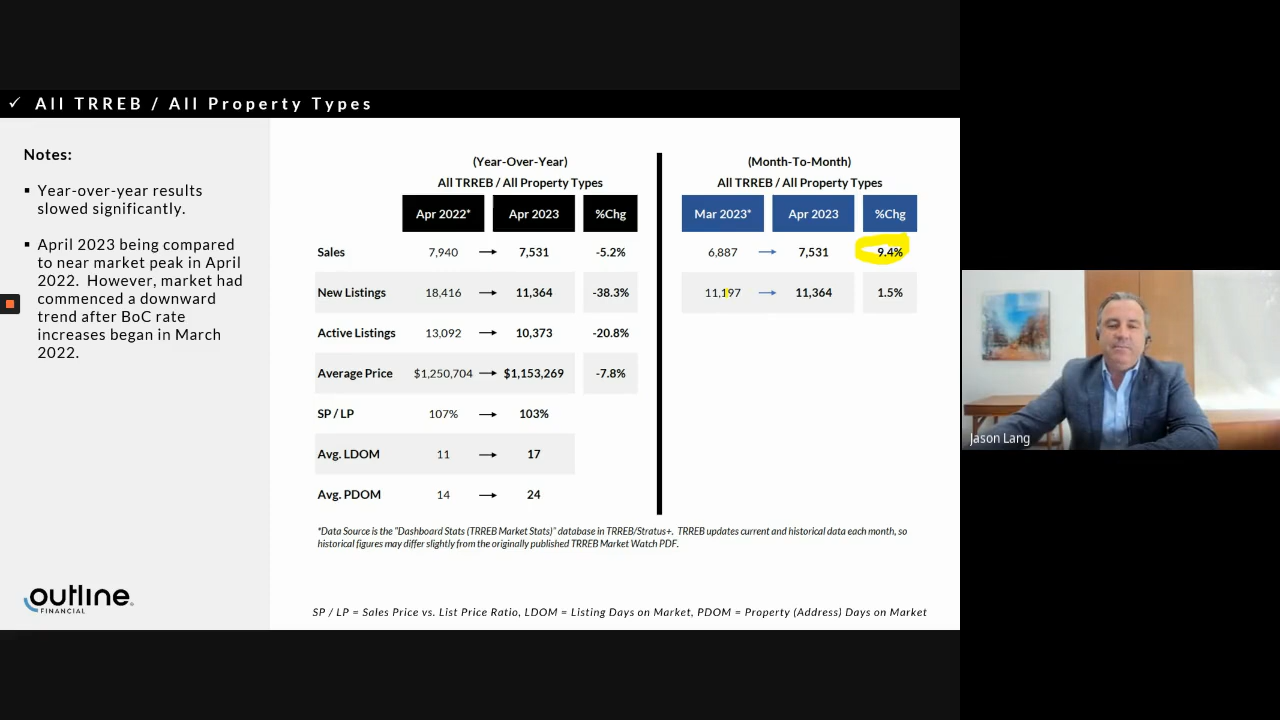 ✓ All TRREB / All Property Types
Notes:
▪ Year-over-year results
slowed significantly.
▪ April 2023 being compared
to near market peak in April
2022. However, market had
commenced a downward
trend after BoC rate
increases began in March
2022.
outline
FINANCIAL
(Year-Over-Year)
All TRREB / All Property Types
Apr 2022* Apr 2023 %Chg
Sales 7,940 → 7,531 -5.2%
New Listings 18,416 → 11,364 -38.3%
Active Listings 13,092 → 10,373 -20.8%
Average Price $1,250,704 → $1,153,269 -7.8%
SP / LP 107% → 103%
Avg. LDOM 11 → 17
Avg. PDOM 14 → 24
(Month-To-Month)
All TRREB / All Property Types
Mar 2023* Apr 2023 %Chg
6,887 → 7,531 9.4%
11,197 → 11,364 1.5%
*Data Source is the "Dashboard Stats (TRREB Market Stats)" database in TRREB/Stratus+. TRREB updates current and historical data each month, so
historical figures may differ slightly from the originally published TRREB Market Watch PDF.
SP / LP = Sales Price vs. List Price Ratio, LDOM = Listing Days on Market, PDOM = Property (Address) Days on Market
Jason Lang